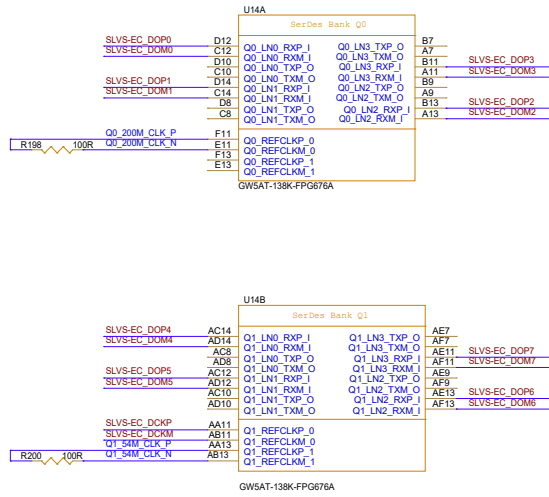 U14A
SerDes Bank Q0
SLVS-EC_DOP0 D12 Q0_LN0_RXP_I Q0_LN3_TXP_O B7
SLVS-EC_DOM0 C12 Q0_LN0_RXM_I Q0_LN3_TXM_O A7
D10 Q0_LN0_TXP_O Q0_LN3_RXP_I B11 SLVS-EC_DOP3
C10 Q0_LN0_TXM_O Q0_LN3_RXM_I A11 SLVS-EC_DOM3
SLVS-EC_DOP1 D14 Q0_LN1_RXP_I Q0_LN2_TXP_O B9
SLVS-EC_DOM1 C14 Q0_LN1_RXM_I Q0_LN2_TXM_O A9
D8 Q0_LN1_TXP_O Q0_LN2_RXP_I B13 SLVS-EC_DOP2
C8 Q0_LN1_TXM_O Q0_LN2_RXM_I A13 SLVS-EC_DOM2
Q0_200M_CLK_P F11 Q0_REFCLKP_0
R198 100R Q0_200M_CLK_N E11 Q0_REFCLKM_0
F13 Q0_REFCLKP_1
E13 Q0_REFCLKM_1
GW5AT-138K-FPG676A
U14B
SerDes Bank Q1
SLVS-EC_DOP4 AC14 Q1_LN0_RXP_I Q1_LN3_TXP_O AE7
SLVS-EC_DOM4 AD14 Q1_LN0_RXM_I Q1_LN3_TXM_O AF7
AC8 Q1_LN0_TXP_O Q1_LN3_RXP_I AE11 SLVS-EC_DOP7
AD8 Q1_LN0_TXM_O Q1_LN3_RXM_I AF11 SLVS-EC_DOM7
SLVS-EC_DOP5 AC12 Q1_LN1_RXP_I Q1_LN2_TXP_O AE9
SLVS-EC_DOM5 AD12 Q1_LN1_RXM_I Q1_LN2_TXM_O AF9
AC10 Q1_LN1_TXP_O Q1_LN2_RXP_I AE13 SLVS-EC_DOP6
AD10 Q1_LN1_TXM_O Q1_LN2_RXM_I AF13 SLVS-EC_DOM6
SLVS-EC_DCKP AA11 Q1_REFCLKP_0
SLVS-EC_DCKM AB11 Q1_REFCLKM_0
Q1_54M_CLK_P AA13 Q1_REFCLKP_1
R200 100R Q1_54M_CLK_N AB13 Q1_REFCLKM_1
GW5AT-138K-FPG676A